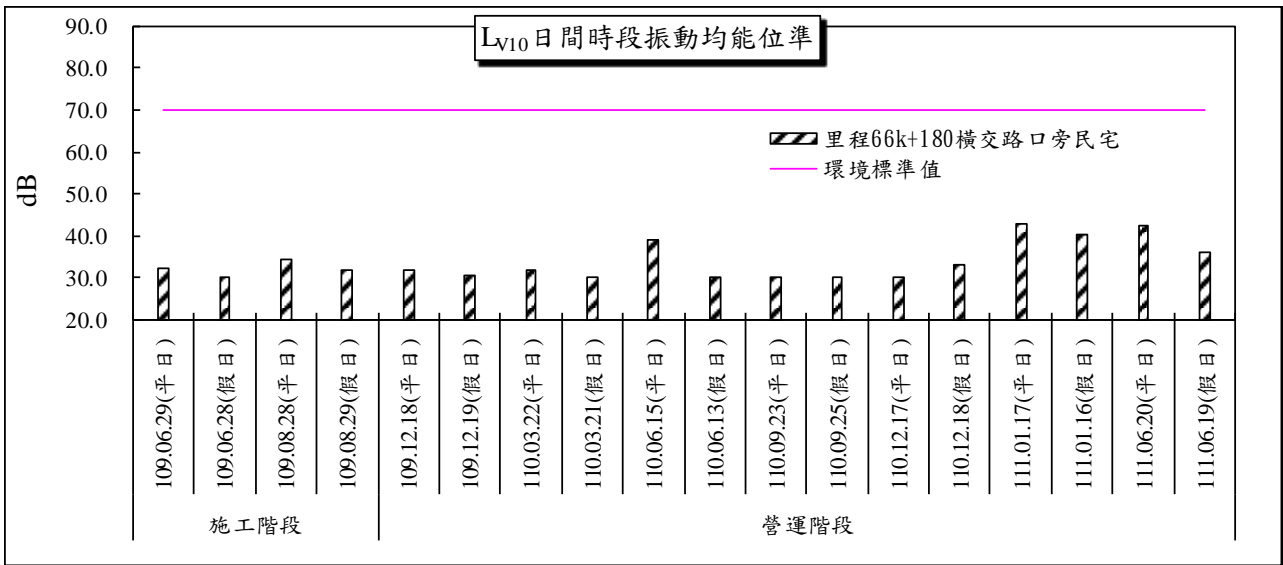 LV10日間時段振動均能位準
90.0
80.0
70.0
60.0
50.0
40.0
30.0
20.0
dB
里程66k+180橫交路口旁民宅
環境標準值
109.06.29(平日)
109.06.28(假日)
109.08.28(平日)
109.08.29(假日)
109.12.18(平日)
109.12.19(假日)
110.03.22(平日)
110.03.21(假日)
110.06.15(平日)
110.06.13(假日)
110.09.23(平日)
110.09.25(假日)
110.12.17(平日)
110.12.18(假日)
111.01.17(平日)
111.01.16(假日)
111.06.20(平日)
111.06.19(假日)
施工階段
營運階段